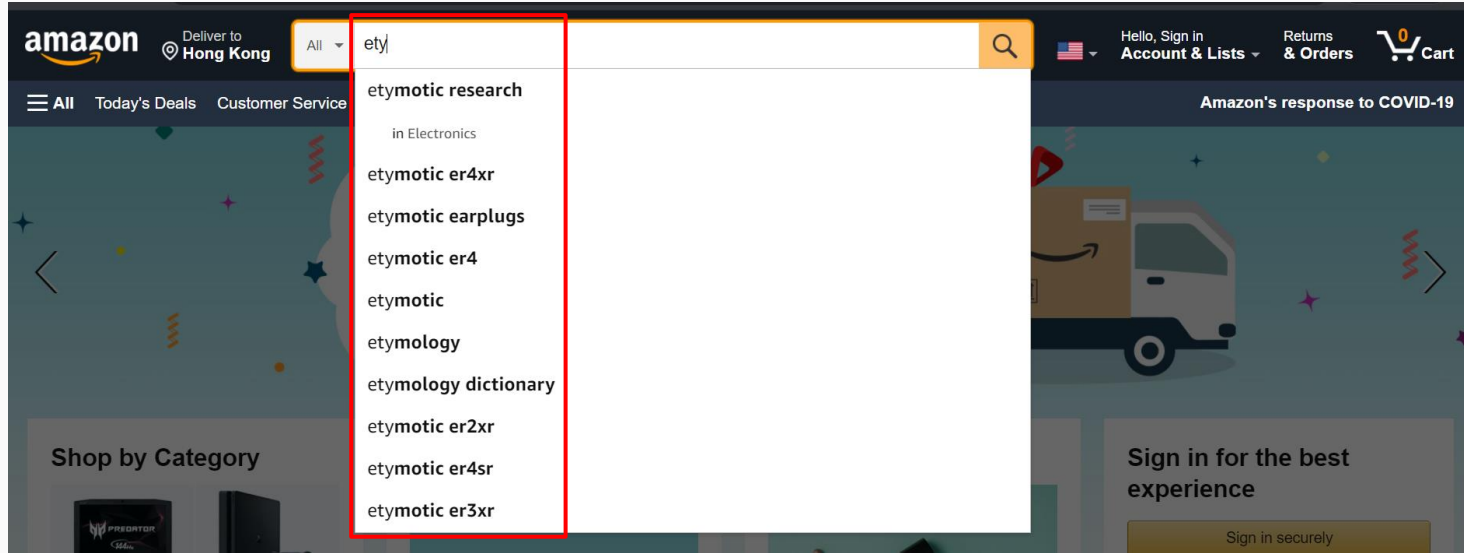 amazon
Deliver to
Hong Kong
All
ety
Hello, Sign in
Account & Lists
Returns
& Orders
0
Cart
All
Today's Deals
Customer Service
Amazon's response to COVID-19
etymotic research
in Electronics
etymotic er4xr
etymotic earplugs
etymotic er4
etymotic
etymology
etymology dictionary
etymotic er2xr
etymotic er4sr
etymotic er3xr
Shop by Category
PREDATOR
Sign in for the best
experience
Sign in securely